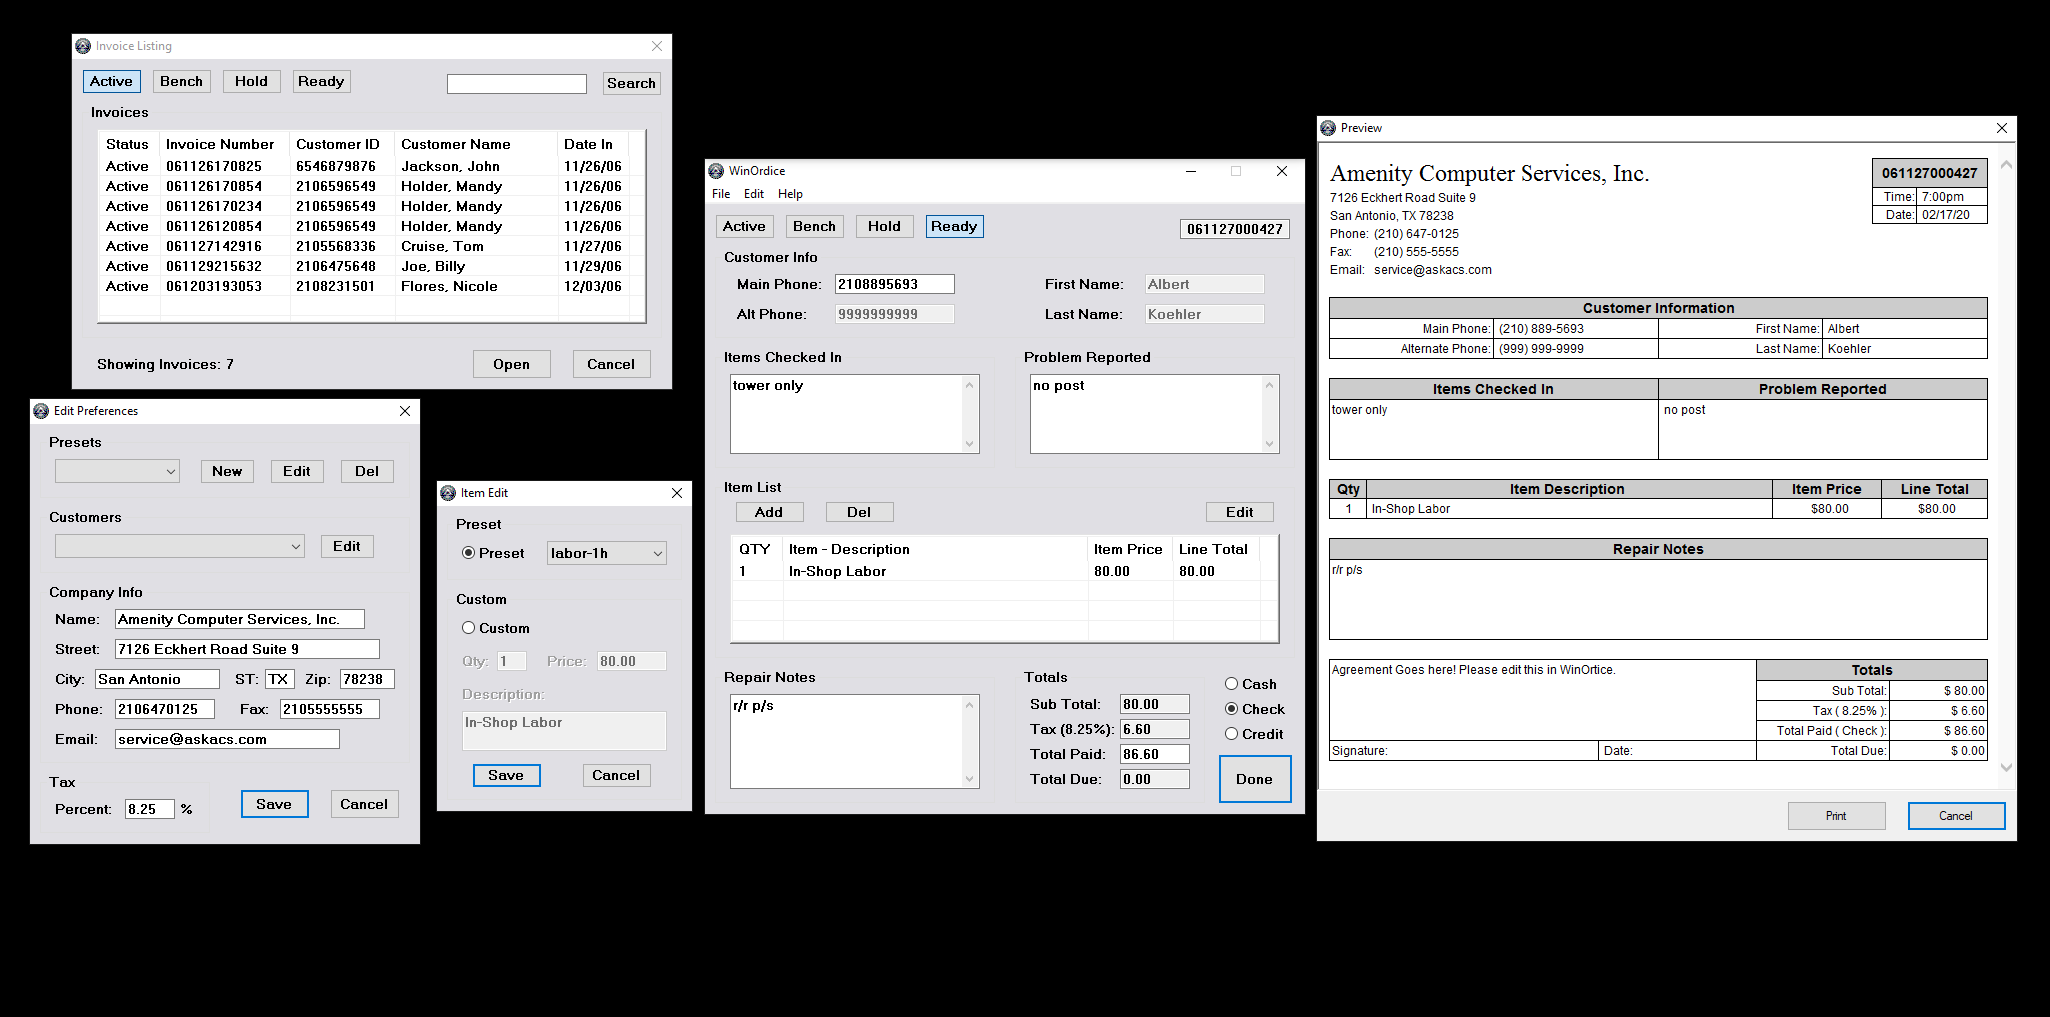 Invoice Listing
Active Bench Hold Ready Search
Invoices
Status Invoice Number Customer ID Customer Name Date In
Active 061126170825 6546879876 Jackson, John 11/26/06
Active 061126170854 2106596549 Holder, Mandy 11/26/06
Active 061126170234 2106596549 Holder, Mandy 11/26/06
Active 061126120854 2106596549 Holder, Mandy 11/26/06
Active 061127142916 2105568336 Cruise, Tom 11/27/06
Active 061129215632 2106475648 Joe, Billy 11/29/06
Active 061203193053 2108231501 Flores, Nicole 12/03/06
Showing Invoices: 7 Open Cancel
Edit Preferences
Presets
New Edit Del
Customers
Edit
Company Info
Name: Amenity Computer Services, Inc.
Street: 7126 Eckhert Road Suite 9
City: San Antonio ST: TX Zip: 78238
Phone: 2106470125 Fax: 2105555555
Email: service@askacs.com
Tax
Percent: 8.25 % Save Cancel
Item Edit
Preset
Preset labor-1h
Custom
Custom
Qty: 1 Price: 80.00
Description:
In-Shop Labor
Save Cancel
WinOrdice
File Edit Help
Active Bench Hold Ready 061127000427
Customer Info
Main Phone: 2108895693 First Name: Albert
Alt Phone: 9999999999 Last Name: Koehler
Items Checked In Problem Reported
tower only no post
Item List
Add Del Edit
QTY Item - Description Item Price Line Total
1 In-Shop Labor 80.00 80.00
Repair Notes Totals
r/r p/s
Sub Total: 80.00
Tax (8.25%): 6.60
Total Paid: 86.60
Total Due: 0.00
Cash
Check
Credit
Done
Preview
Amenity Computer Services, Inc.
7126 Eckhert Road Suite 9
San Antonio, TX 78238
Phone: (210) 647-0125
Fax: (210) 555-5555
Email: service@askacs.com
061127000427
Time: 7:00pm
Date: 02/17/20
Customer Information
Main Phone: (210) 889-5693 First Name: Albert
Alternate Phone: (999) 999-9999 Last Name: Koehler
Items Checked In Problem Reported
tower only no post
Qty Item Description Item Price Line Total
1 In-Shop Labor $80.00 $80.00
Repair Notes
r/r p/s
Agreement Goes here! Please edit this in WinOrtice.
Totals
Sub Total: $ 80.00
Tax ( 8.25% ): $ 6.60
Total Paid ( Check ): $ 86.60
Signature: Date: Total Due: $ 0.00
Print Cancel